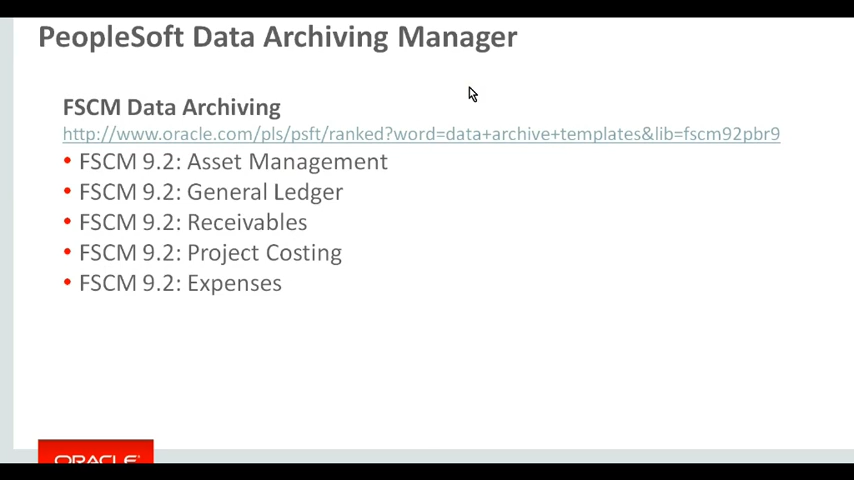 PeopleSoft Data Archiving Manager
FSCM Data Archiving
http://www.oracle.com/pls/psft/ranked?word=data+archive+templates&lib=fscm92pbr9
• FSCM 9.2: Asset Management
• FSCM 9.2: General Ledger
• FSCM 9.2: Receivables
• FSCM 9.2: Project Costing
• FSCM 9.2: Expenses
ORACLE